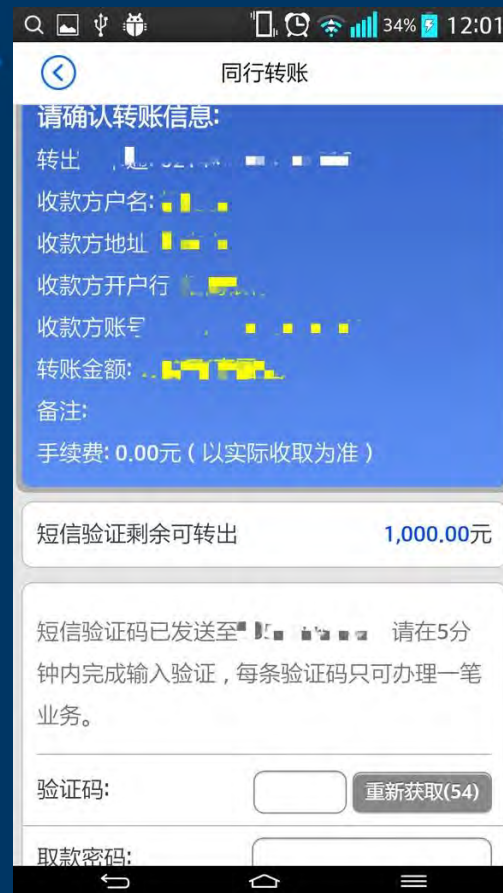 34% 12:01
同行转账
请确认转账信息:
转出
收款方户名:
收款方地址
收款方开户行
收款方账号
转账金额:
备注:
手续费: 0.00元 ( 以实际收取为准 )
短信验证剩余可转出 1,000.00元
短信验证码已发送至 请在5分
钟内完成输入验证，每条验证码只可办理一笔
业务。
验证码: 重新获取(54)
取款密码: